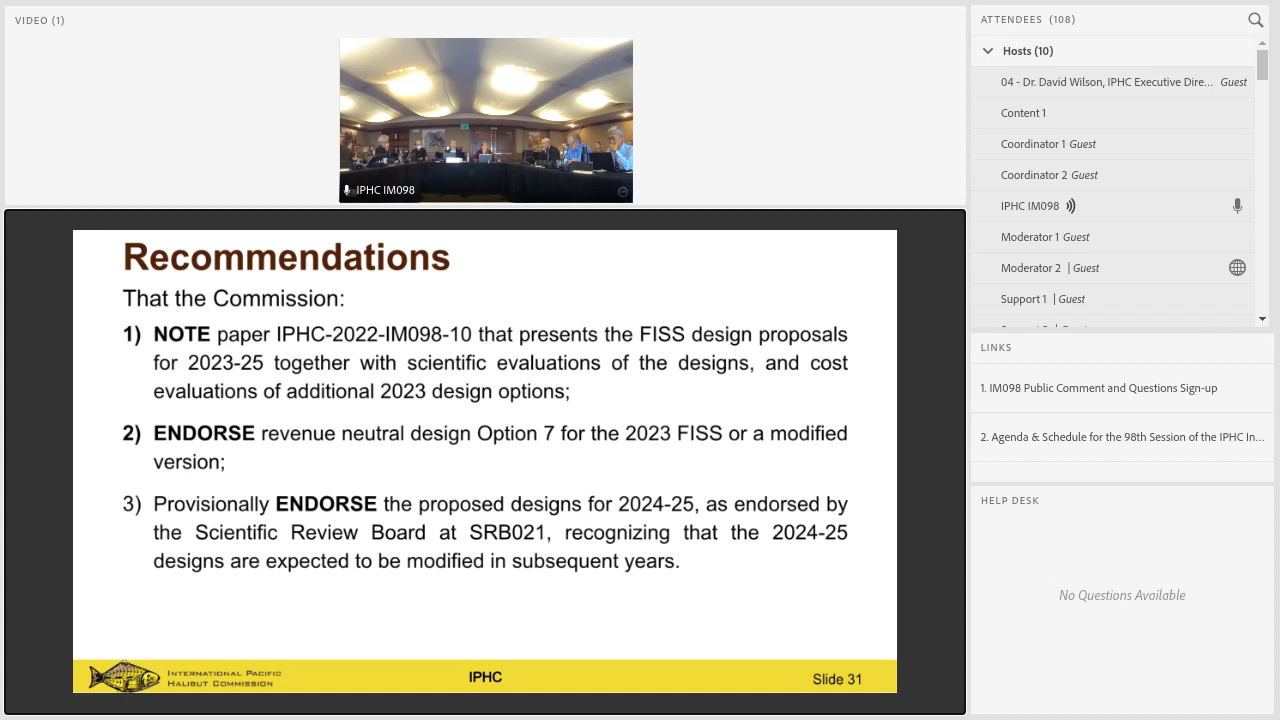 VIDEO (1)
IPHC IM098
Recommendations
That the Commission:
1) NOTE paper IPHC-2022-IM098-10 that presents the FISS design proposals
for 2023-25 together with scientific evaluations of the designs, and cost
evaluations of additional 2023 design options;
2) ENDORSE revenue neutral design Option 7 for the 2023 FISS or a modified
version;
3) Provisionally ENDORSE the proposed designs for 2024-25, as endorsed by
the Scientific Review Board at SRB021, recognizing that the 2024-25
designs are expected to be modified in subsequent years.
INTERNATIONAL PACIFIC
HALIBUT COMMISSION
IPHC
Slide 31
ATTENDEES (108)
Hosts (10)
04 - Dr. David Wilson, IPHC Executive Dire... Guest
Content 1
Coordinator 1 Guest
Coordinator 2 Guest
IPHC IM098
Moderator 1 Guest
Moderator 2 | Guest
Support 1 | Guest
LINKS
1. IM098 Public Comment and Questions Sign-up
2. Agenda & Schedule for the 98th Session of the IPHC In...
HELP DESK
No Questions Available